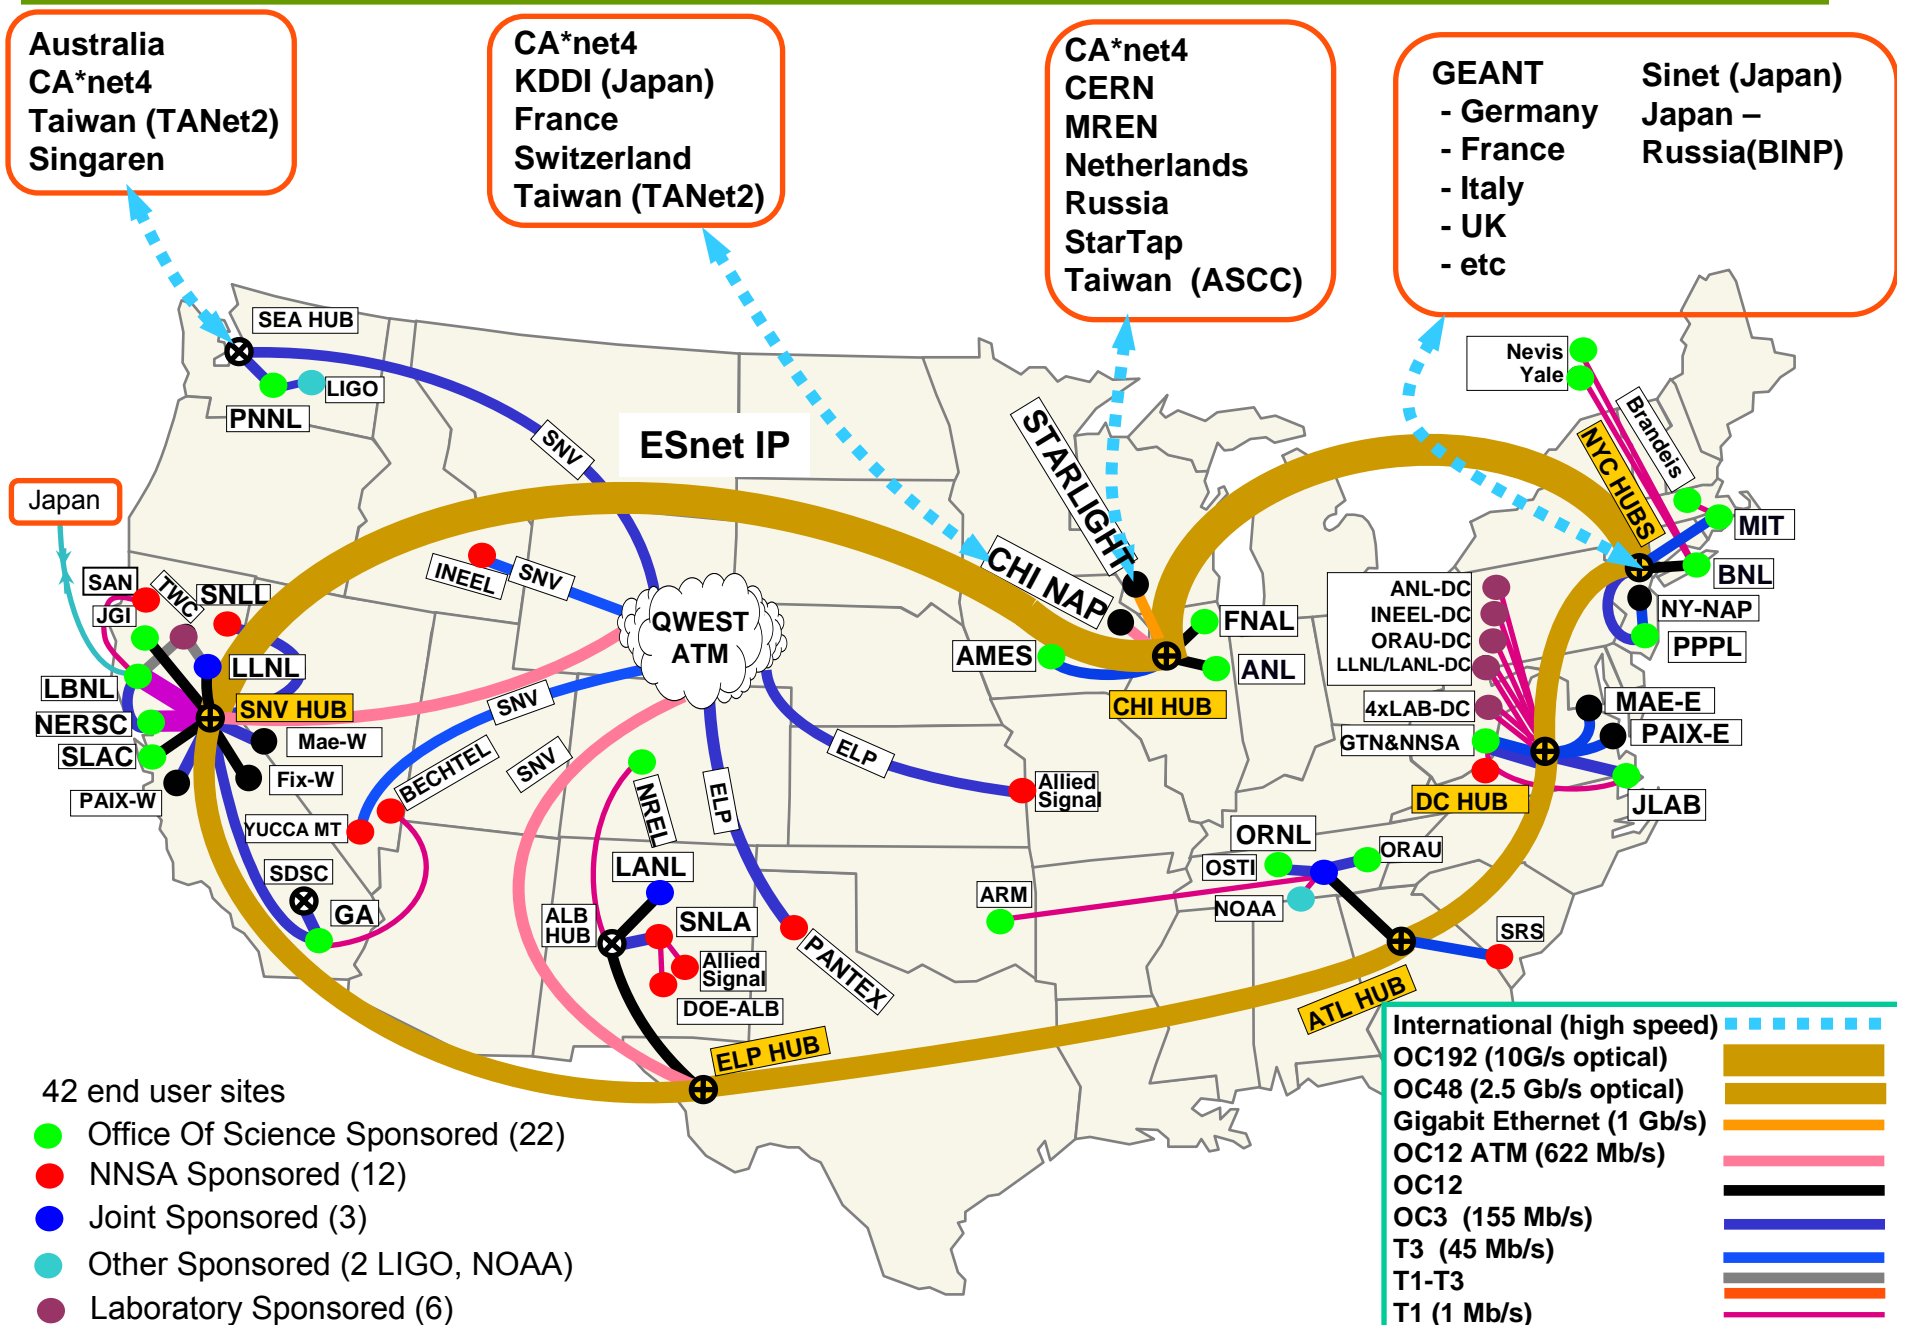 Australia
CA*net4
Taiwan (TANet2)
Singaren
CA*net4
KDDI (Japan)
France
Switzerland
Taiwan (TANet2)
CA*net4
CERN
MREN
Netherlands
Russia
StarTap
Taiwan (ASCC)
GEANT
- Germany
- France
- Italy
- UK
- etc
Sinet (Japan)
Japan –
Russia(BINP)
SEA HUB
LIGO
PNNL
SNV
ESnet IP
STARLIGHT
CHI NAP
Nevis
Yale
Brandeis
NYC HUBS
MIT
BNL
NY-NAP
PPPL
Japan
SAN
TWC
JGI
SNLL
LLNL
LBNL
SNV HUB
NERSC
SLAC
Mae-W
Fix-W
PAIX-W
INEEL
SNV
QWEST
ATM
SNV
SNV
BECHTEL
YUCCA MT
SDSC
GA
AMES
FNAL
ANL
CHI HUB
ANL-DC
INEEL-DC
ORAU-DC
LLNL/LANL-DC
4xLAB-DC
GTN&NNSA
MAE-E
PAIX-E
DC HUB
JLAB
ELP
ELP
Allied
Signal
NREL
LANL
ALB
HUB
SNLA
Allied
Signal
DOE-ALB
PANTEX
ELP HUB
ARM
ORNL
OSTI
ORAU
NOAA
SRS
ATL HUB
42 end user sites
Office Of Science Sponsored (22)
NNSA Sponsored (12)
Joint Sponsored (3)
Other Sponsored (2 LIGO, NOAA)
Laboratory Sponsored (6)
International (high speed)
OC192 (10G/s optical)
OC48 (2.5 Gb/s optical)
Gigabit Ethernet (1 Gb/s)
OC12 ATM (622 Mb/s)
OC12
OC3 (155 Mb/s)
T3 (45 Mb/s)
T1-T3
T1 (1 Mb/s)